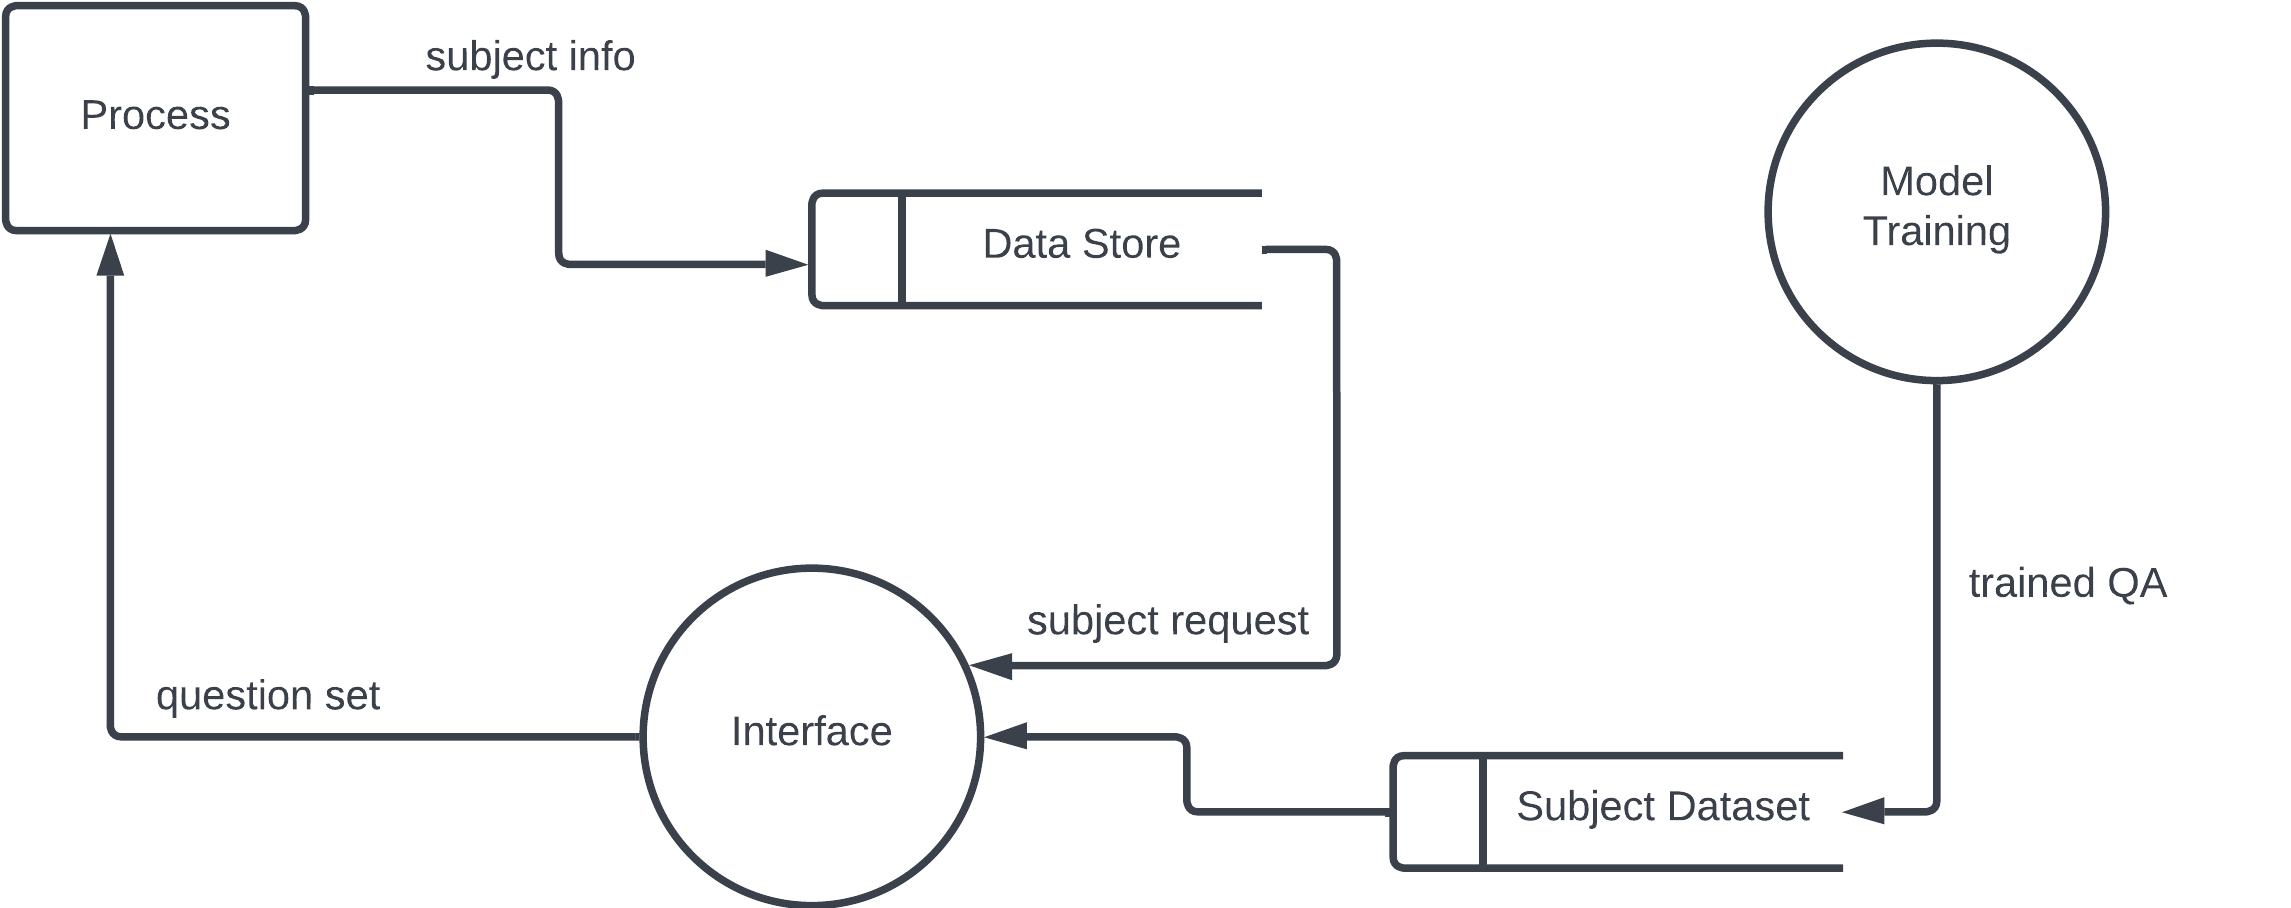 subject info
Process
Model
Training
Data Store
trained QA
subject request
question set
Interface
Subject Dataset